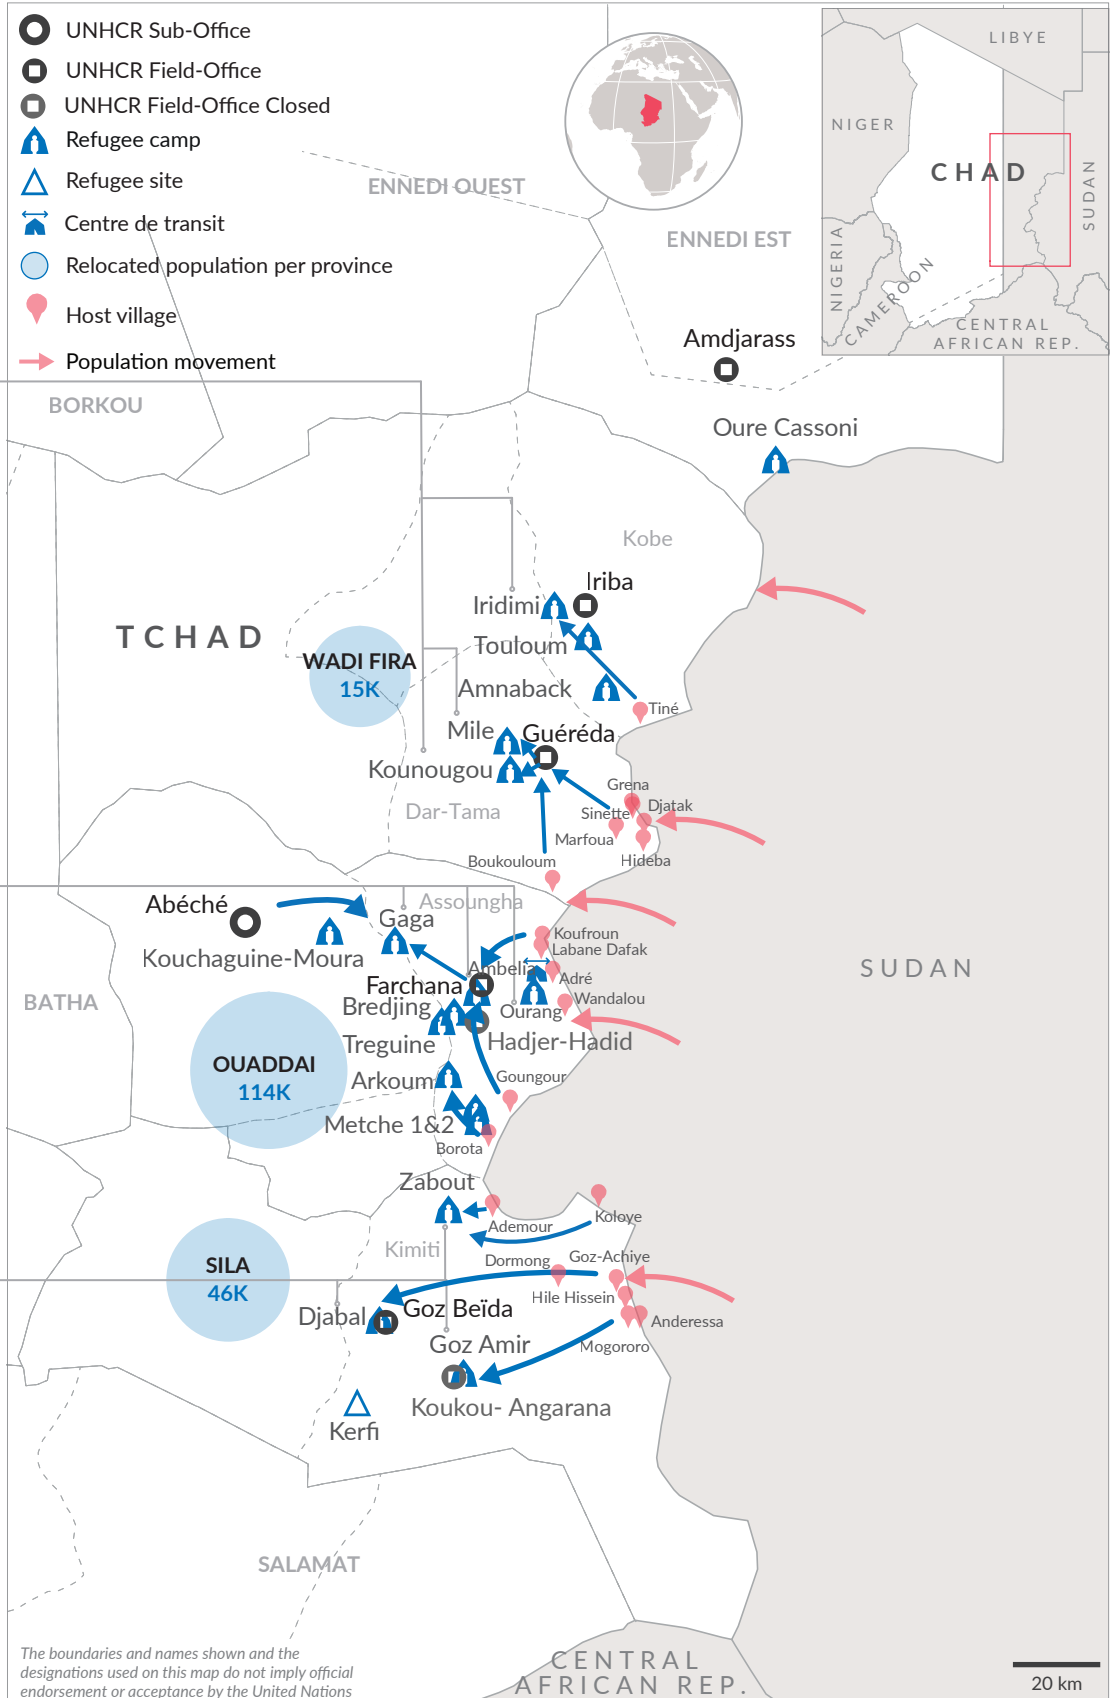 UNHCR Sub-Office
UNHCR Field-Office
UNHCR Field-Office Closed
Refugee camp
Refugee site
Centre de transit
Relocated population per province
Host village
Population movement
LIBYE
NIGER
CHAD
SUDAN
NIGERIA
CAMEROON
CENTRAL
AFRICAN REP.
ENNEDI OUEST
ENNEDI EST
Amdjarass
BORKOU
Oure Cassoni
Kobe
Iriba
Iridimi
TCHAD
Touloum
WADI FIRA
15K
Amnaback
Tiné
Mile
Guéréda
Kounougou
Grena
Djatak
Sinette
Dar-Tama
Marfoua
Hideba
Boukouloum
Abéché
Assoungha
Gaga
Koufroun
Labane Dafak
Kouchaguine-Moura
Ambelia
SUDAN
Adré
Farchana
BATHA
Wandalou
Bredjing
Ourang
Treguine
Hadjer-Hadid
OUADDAI
114K
Arkoum
Goungour
Metche 1&2
Borota
Zabout
Koloye
Ademour
Kimiti
SILA
46K
Dormong
Goz-Achiye
Hile Hissein
Djabal
Goz Beïda
Anderessa
Goz Amir
Mogororo
Koukou- Angarana
Kerfi
SALAMAT
The boundaries and names shown and the
designations used on this map do not imply official
endorsement or acceptance by the United Nations
CENTRAL
AFRICAN REP.
20 km